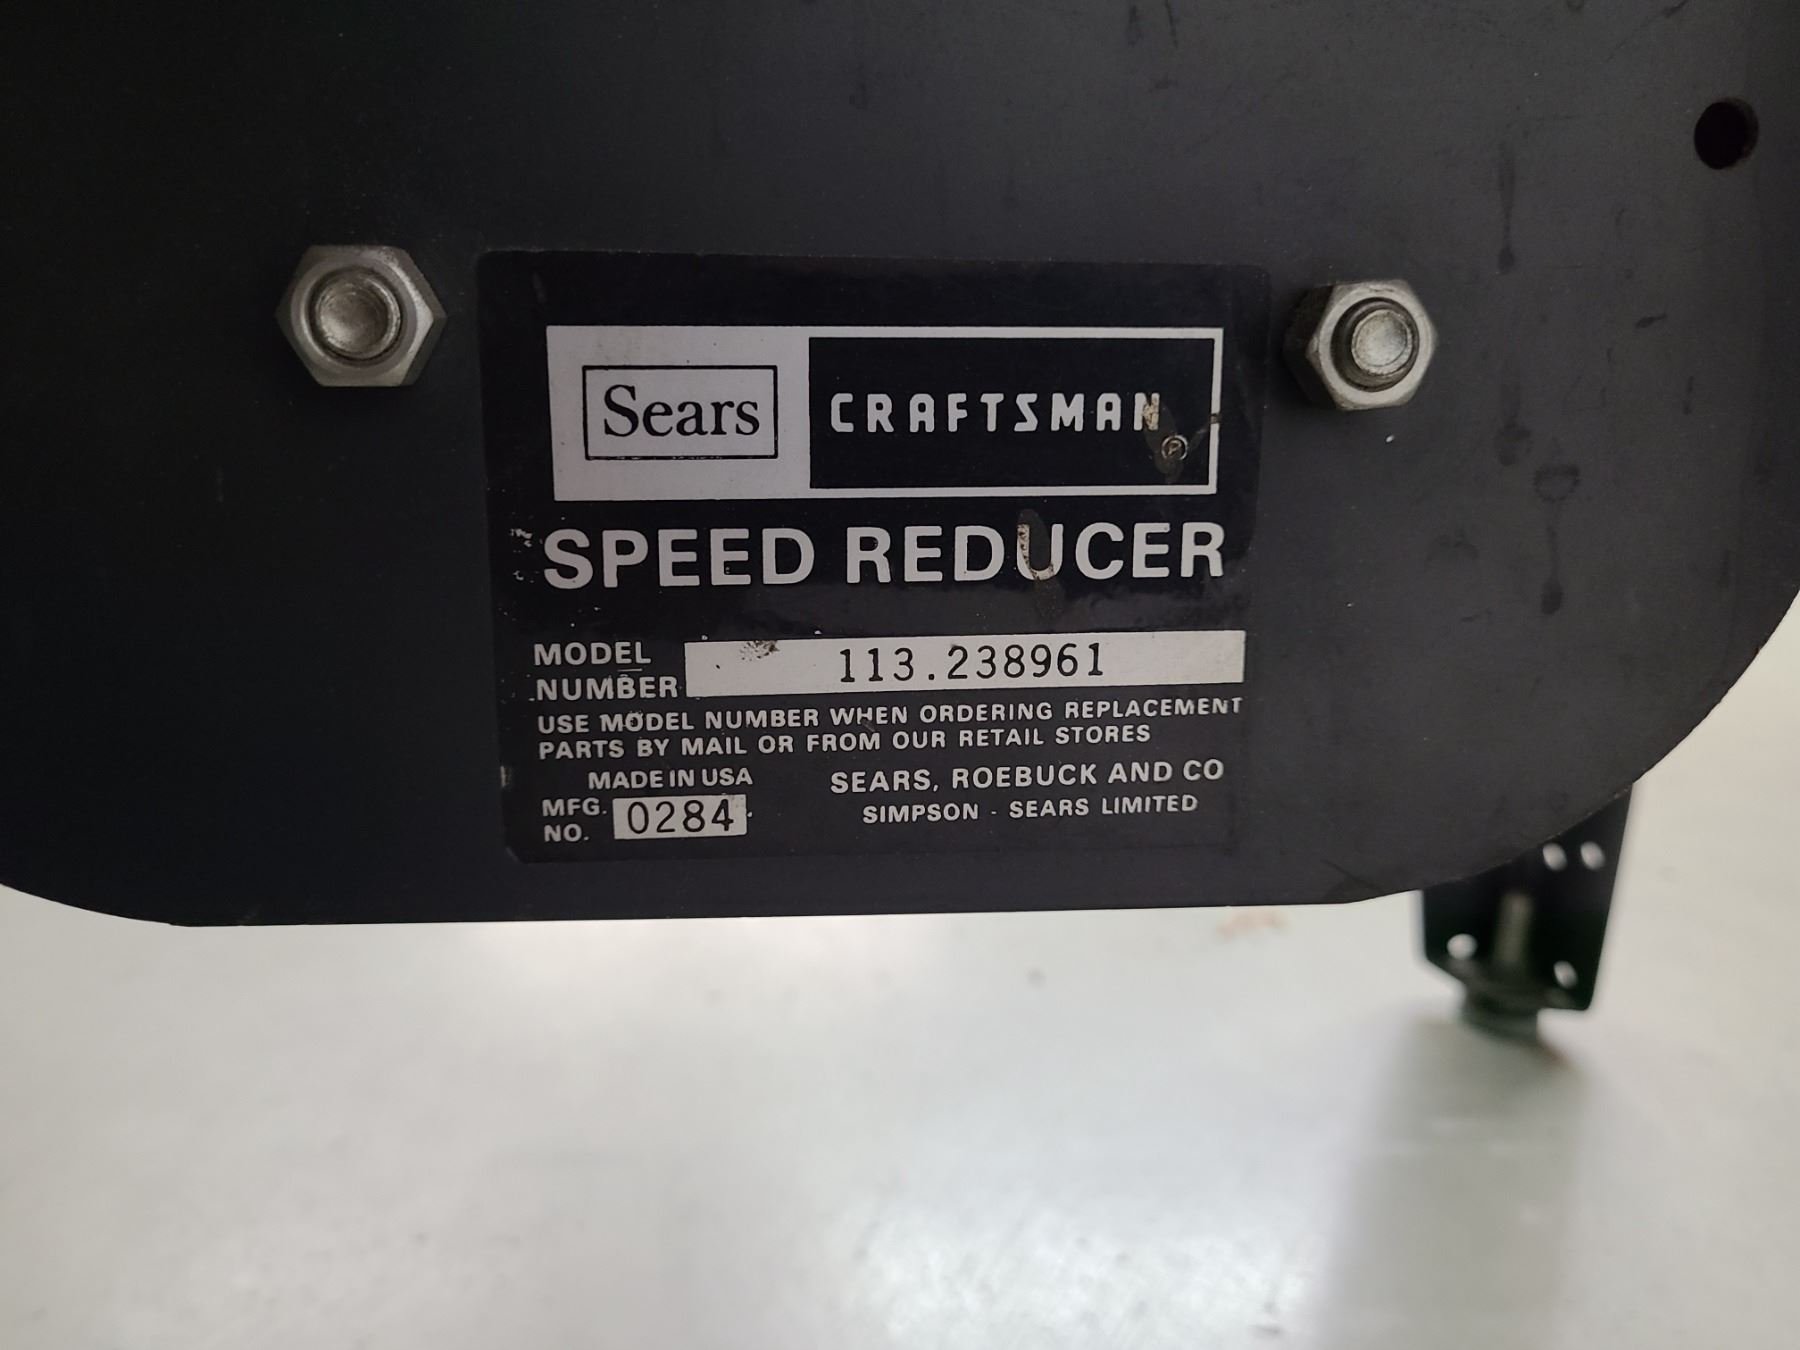 Sears CRAFTSMAN ®
SPEED REDUCER
MODEL NUMBER 113.238961
USE MODEL NUMBER WHEN ORDERING REPLACEMENT
PARTS BY MAIL OR FROM OUR RETAIL STORES
MADE IN USA SEARS, ROEBUCK AND CO
MFG. NO. 0284 SIMPSON - SEARS LIMITED